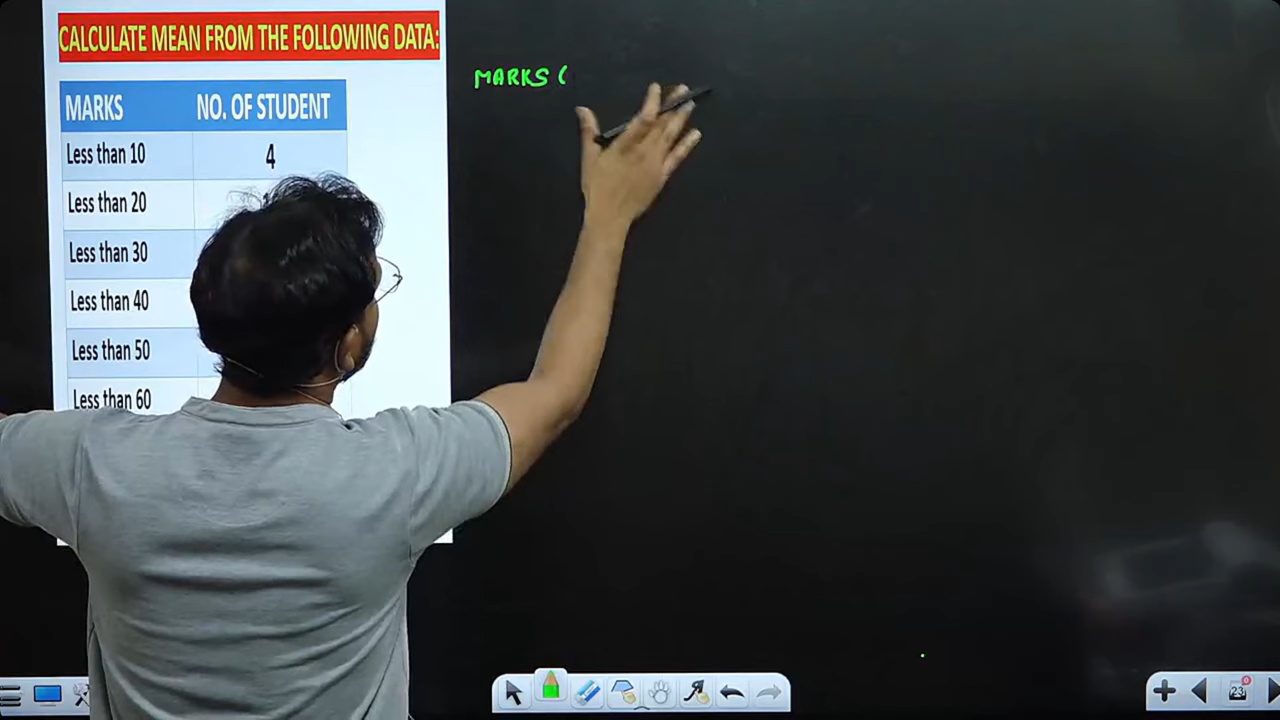 CALCULATE MEAN FROM THE FOLLOWING DATA:
MARKS NO. OF STUDENT
Less than 10 4
Less than 20
Less than 30
Less than 40
Less than 50
Less than 60
MARKS (
23